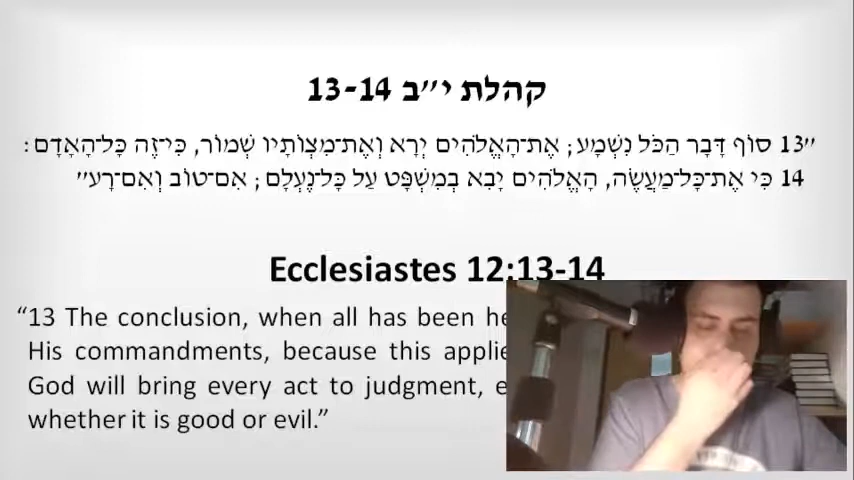 קהלת י״ב 13-14
״13 סוֹף דָּבָר הַכֹּל נִשְׁמָע; אֶת־הָאֱלֹהִים יְרָא וְאֶת־מִצְוֺתָיו שְׁמוֹר, כִּי־זֶה כָּל־הָאָדָם:
14 כִּי אֶת־כָּל־מַעֲשֶׂה, הָאֱלֹהִים יָבִא בְמִשְׁפָּט עַל כָּל־נֶעְלָם; אִם־טוֹב וְאִם־רָע״
Ecclesiastes 12:13-14
“13 The conclusion, when all has been he
His commandments, because this applie
God will bring every act to judgment, e
whether it is good or evil.”